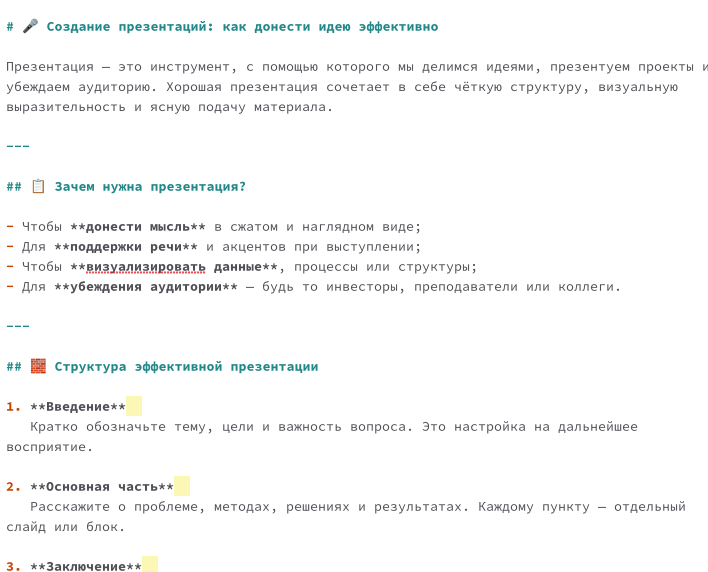 # 🎤 Создание презентаций: как донести идею эффективно
Презентация — это инструмент, с помощью которого мы делимся идеями, презентуем проекты и
убеждаем аудиторию. Хорошая презентация сочетает в себе чёткую структуру, визуальную
выразительность и ясную подачу материала.
---
## 📋 Зачем нужна презентация?
- Чтобы **донести мысль** в сжатом и наглядном виде;
- Для **поддержки речи** и акцентов при выступлении;
- Чтобы **визуализировать данные**, процессы или структуры;
- Для **убеждения аудитории** — будь то инвесторы, преподаватели или коллеги.
---
## 🧱 Структура эффективной презентации
1. **Введение**
Кратко обозначьте тему, цели и важность вопроса. Это настройка на дальнейшее
восприятие.
2. **Основная часть**
Расскажите о проблеме, методах, решениях и результатах. Каждому пункту — отдельный
слайд или блок.
3. **Заключение**